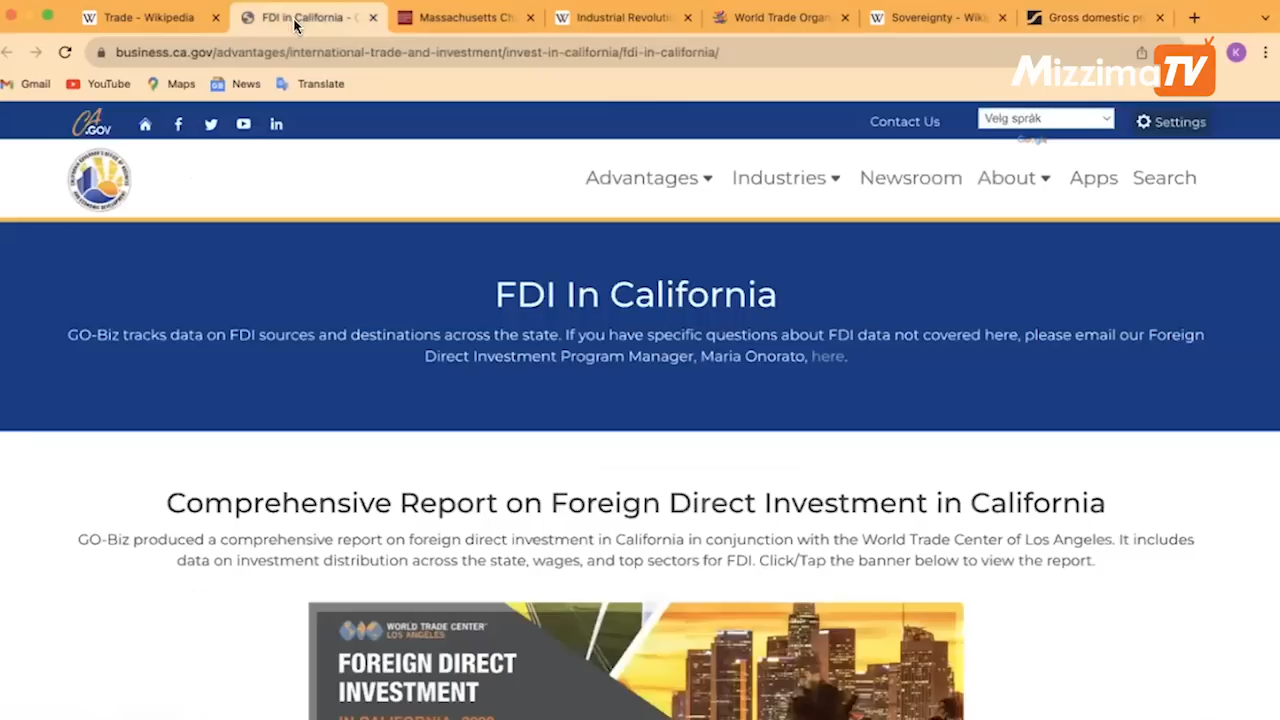 Trade - Wikipedia
FDI in California - (
Massachusetts Ch
Industrial Revoluti
World Trade Organ
Sovereignty - Wiki
Gross domestic pr
business.ca.gov/advantages/international-trade-and-investment/invest-in-california/fdi-in-california/
K
Mizzima TV
Gmail
YouTube
Maps
News
Translate
CA.GOV
Contact Us
Velg språk
Settings
Google
Advantages
Industries
Newsroom
About
Apps
Search
FDI In California
GO-Biz tracks data on FDI sources and destinations across the state. If you have specific questions about FDI data not covered here, please email our Foreign
Direct Investment Program Manager, Maria Onorato, here.
Comprehensive Report on Foreign Direct Investment in California
GO-Biz produced a comprehensive report on foreign direct investment in California in conjunction with the World Trade Center of Los Angeles. It includes
data on investment distribution across the state, wages, and top sectors for FDI. Click/Tap the banner below to view the report.
WORLD TRADE CENTER
LOS ANGELES
FOREIGN DIRECT
INVESTMENT